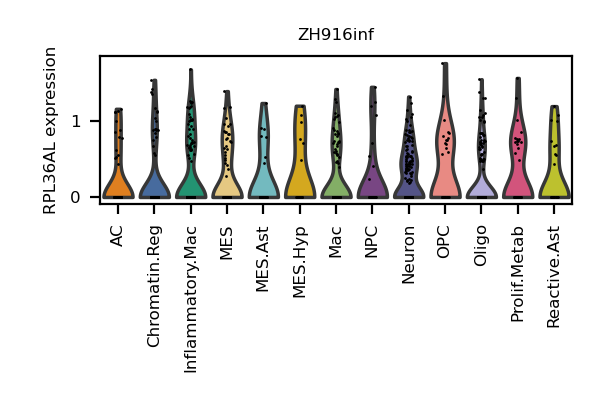 ZH916inf
RPL36AL expression
1
0
AC
Chromatin.Reg
Inflammatory.Mac
MES
MES.Ast
MES.Hyp
Mac
NPC
Neuron
OPC
Oligo
Prolif.Metab
Reactive.Ast